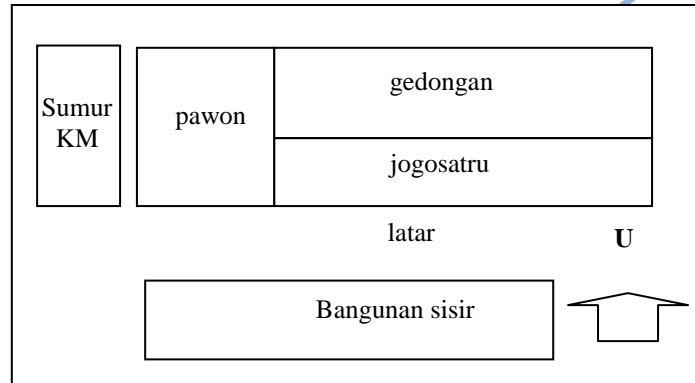 Sumur
KM
pawon
gedongan
jogosatru
latar
U
Bangunan sisir